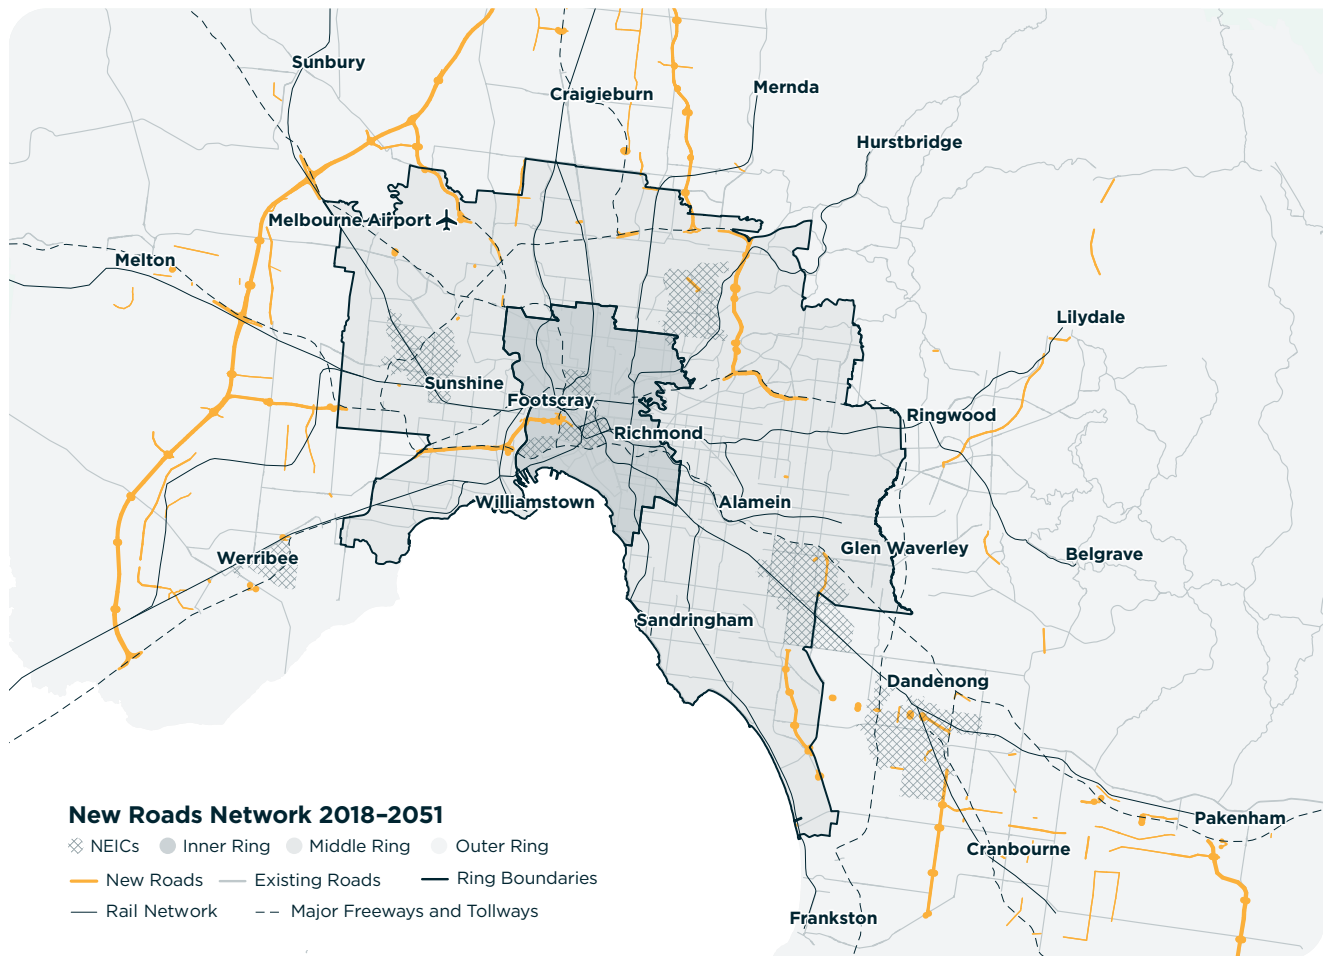 Sunbury
Craigieburn
Mernda
Hurstbridge
Melbourne Airport
Melton
Lilydale
Sunshine
Footscray
Ringwood
Richmond
Williamstown
Alamein
Werribee
Glen Waverley
Belgrave
Sandringham
Dandenong
Pakenham
Cranbourne
Frankston
New Roads Network 2018–2051
NEICs Inner Ring Middle Ring Outer Ring
New Roads Existing Roads Ring Boundaries
Rail Network Major Freeways and Tollways